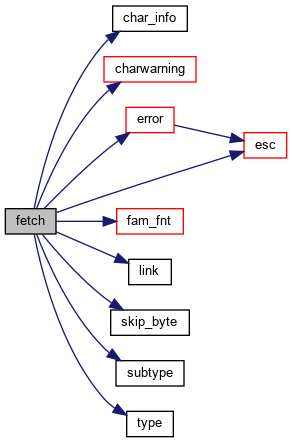 char_info
charwarning
error
esc
fetch
fam_fnt
link
skip_byte
subtype
type